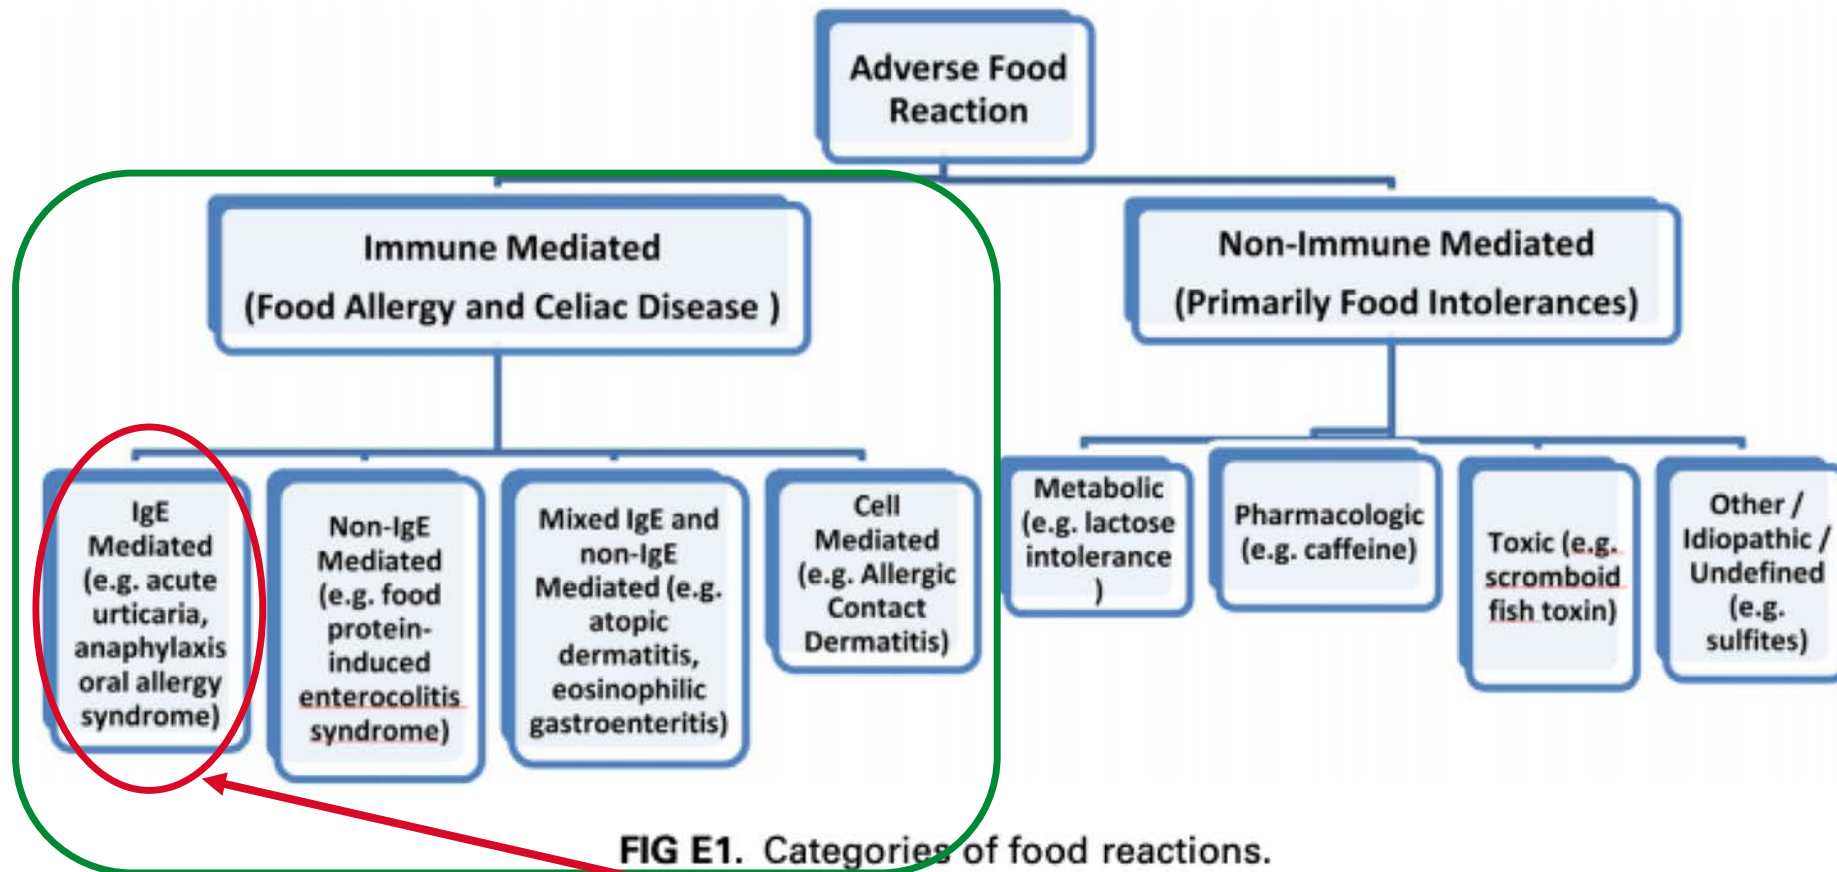 Adverse Food
Reaction
Immune Mediated
(Food Allergy and Celiac Disease )
Non-Immune Mediated
(Primarily Food Intolerances)
IgE
Mediated
(e.g. acute
urticaria,
anaphylaxis
oral allergy
syndrome)
Non-IgE
Mediated
(e.g. food
protein-
induced
enterocolitis
syndrome)
Mixed IgE and
non-IgE
Mediated (e.g.
atopic
dermatitis,
eosinophilic
gastroenteritis)
Cell
Mediated
(e.g. Allergic
Contact
Dermatitis)
Metabolic
(e.g. lactose
intolerance
)
Pharmacologic
(e.g. caffeine)
Toxic (e.g.
scromboid
fish toxin)
Other /
Idiopathic /
Undefined
(e.g.
sulfites)
FIG E1. Categories of food reactions.